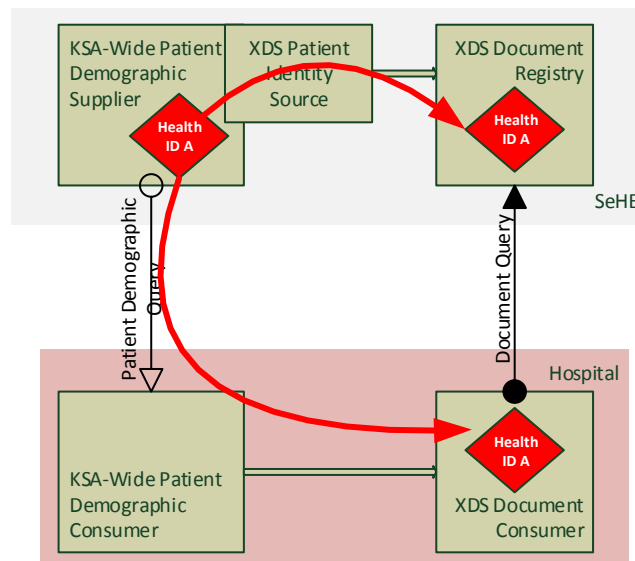 KSA-Wide Patient
Demographic
Supplier
XDS Patient
Identity
Source
XDS Document
Registry
Health
ID A
Health
ID A
SeHE
Patient Demographic
Query
Document Query
Hospital
KSA-Wide Patient
Demographic
Consumer
Health
ID A
XDS Document
Consumer